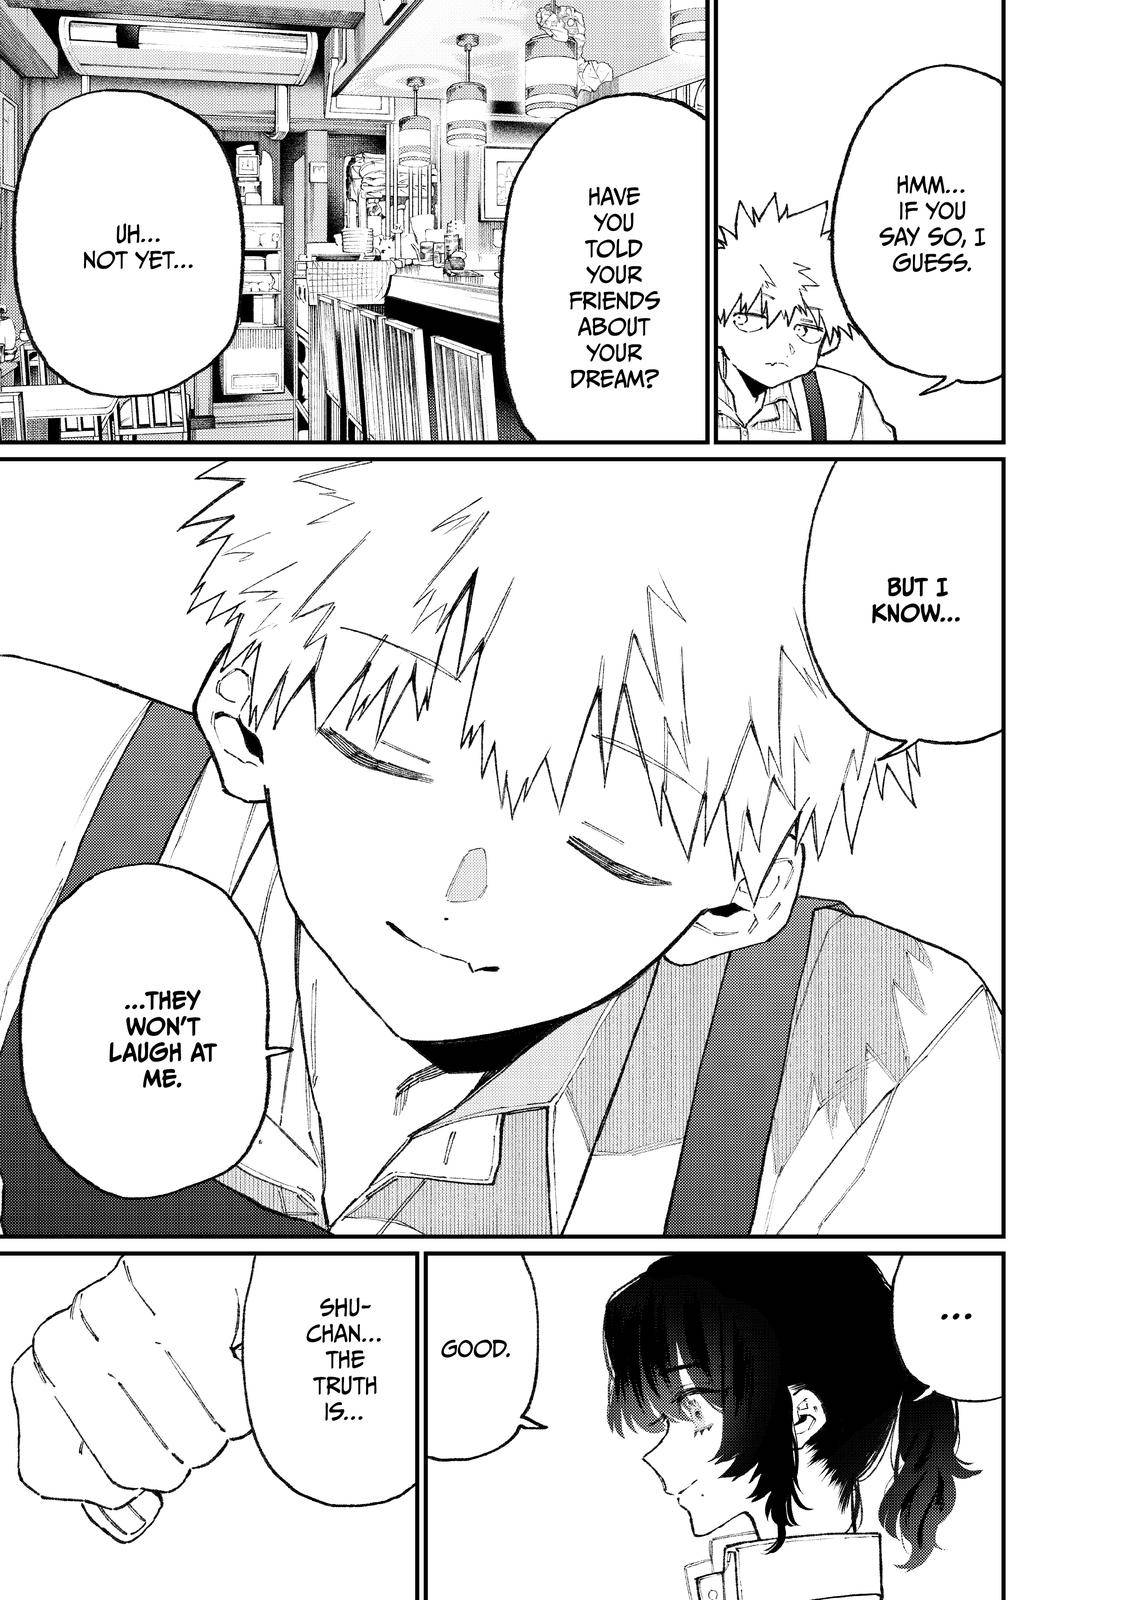 HMM...
IF YOU
SAY SO, I
GUESS.
HAVE
YOU
TOLD
YOUR
FRIENDS
ABOUT
YOUR
DREAM?
UH...
NOT YET...
BUT I
KNOW...
...THEY
WON'T
LAUGH AT
ME.
...
GOOD.
SHU-
CHAN...
THE
TRUTH
IS...